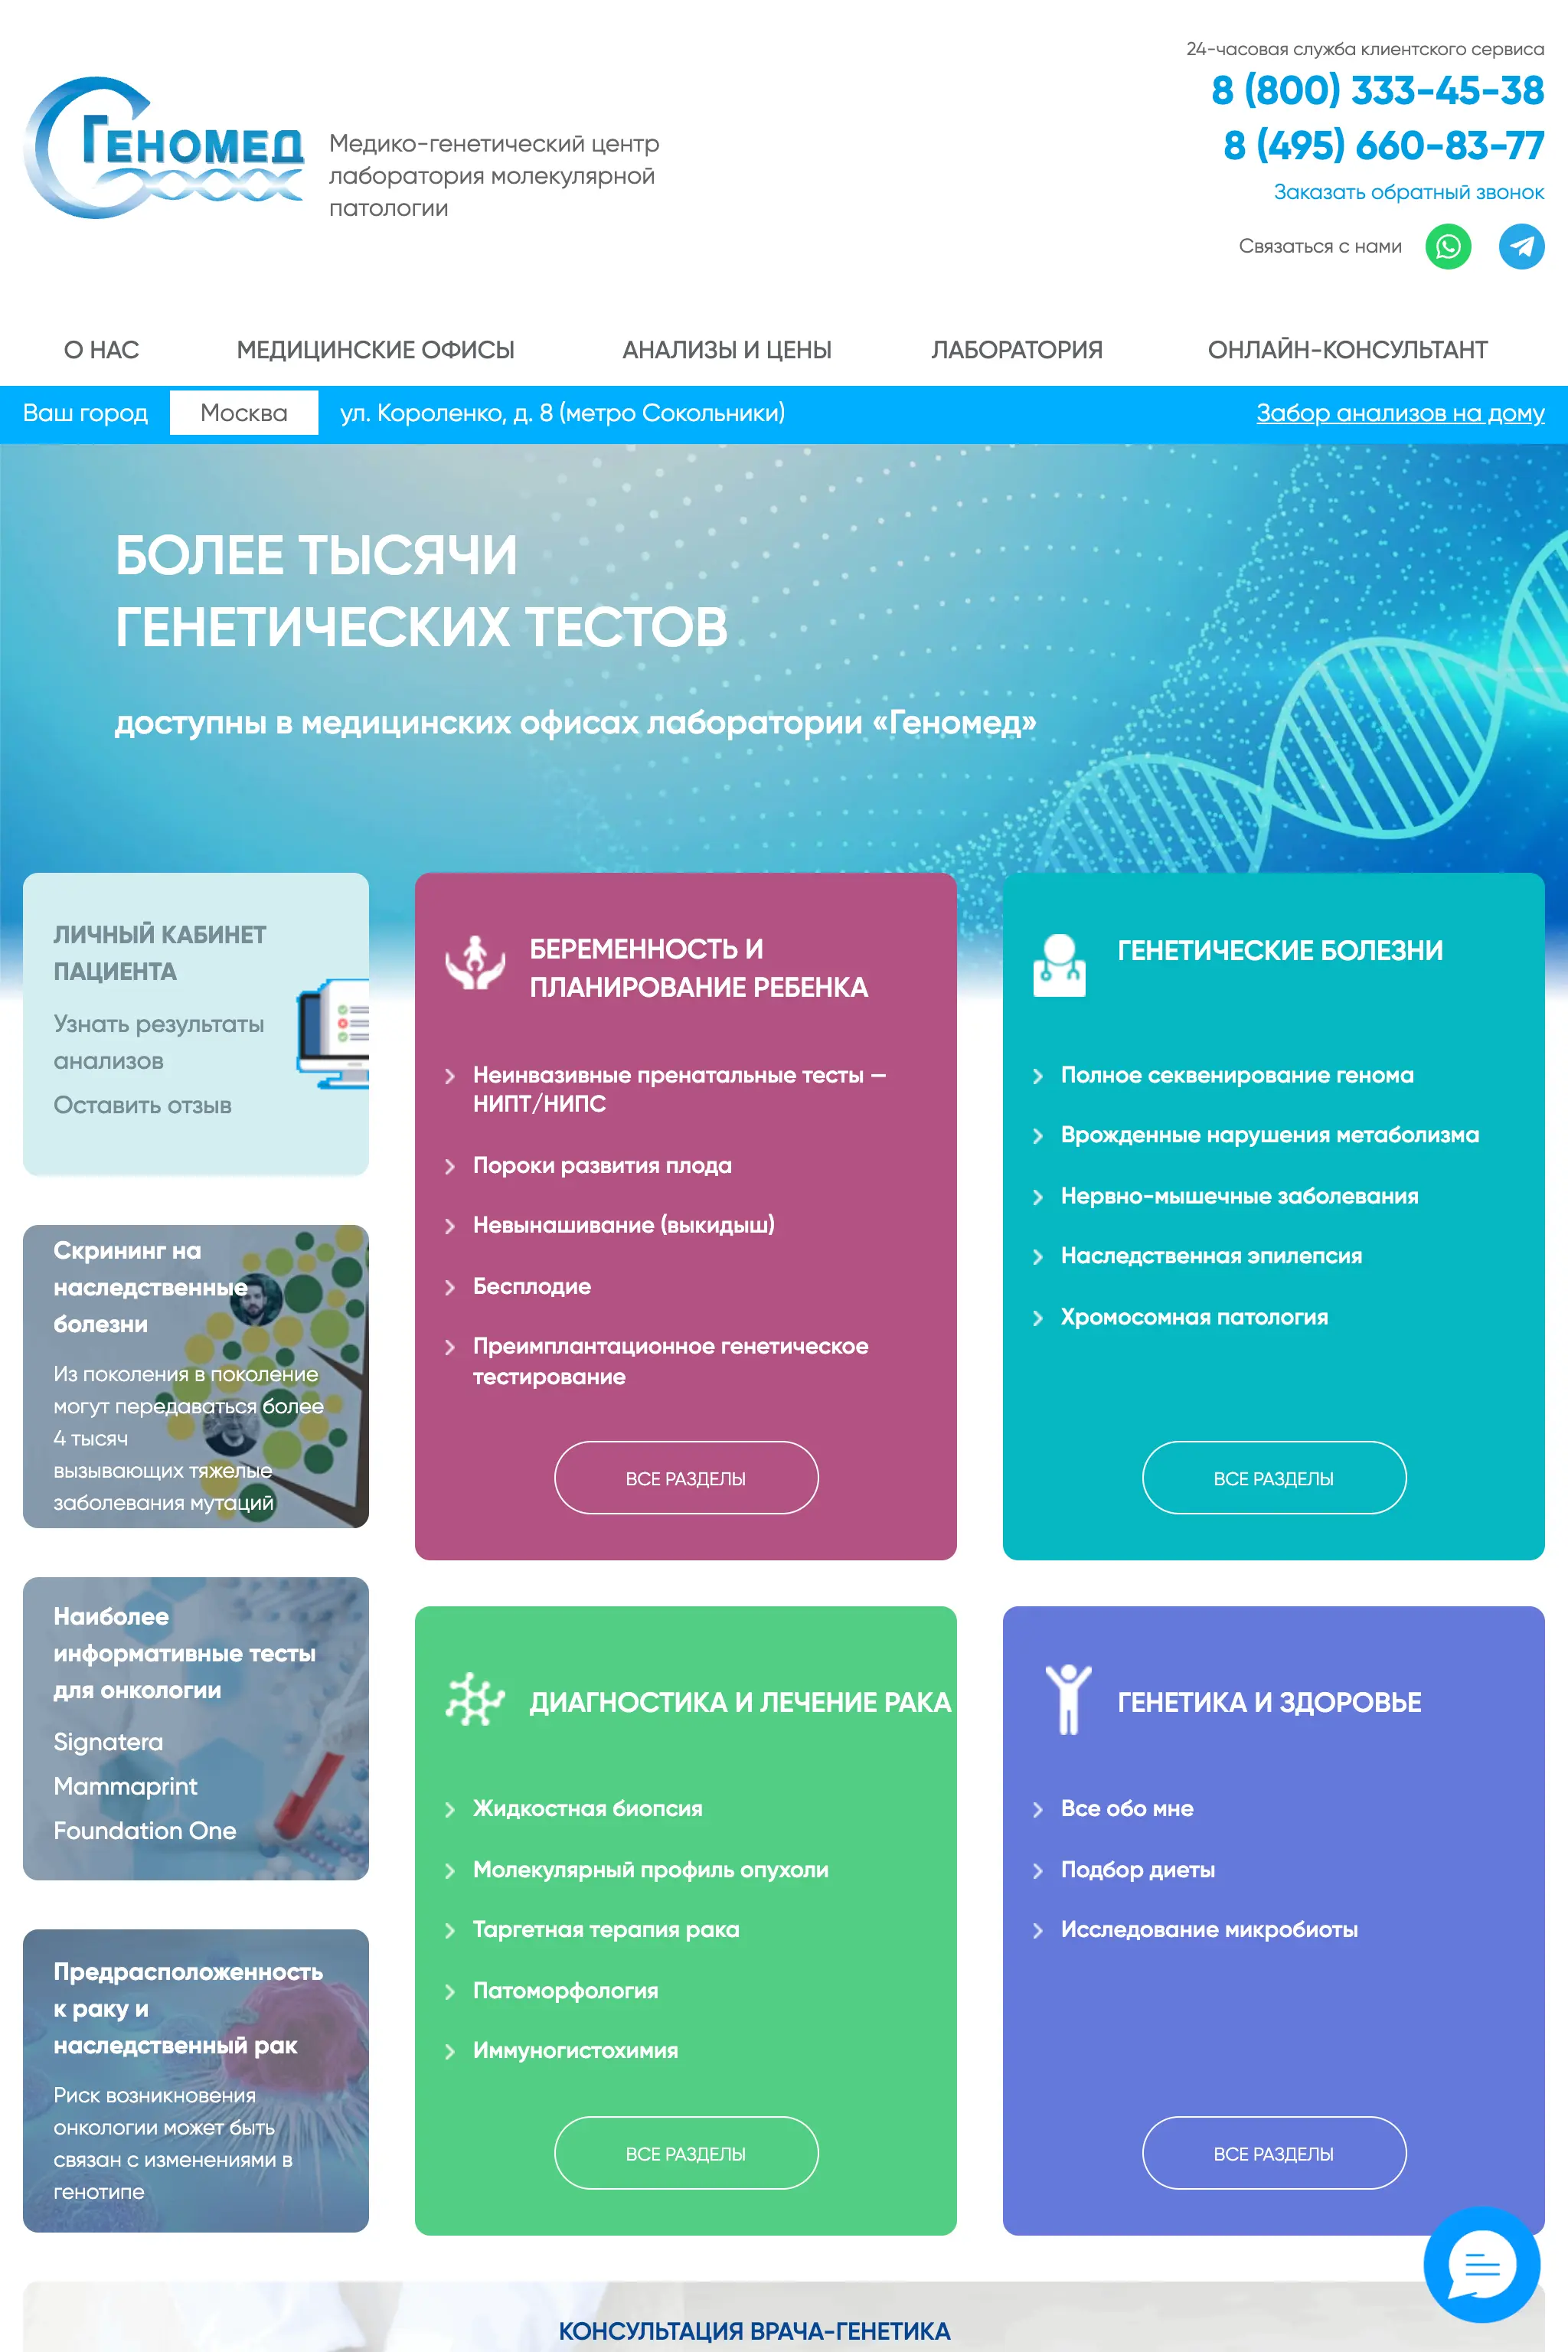 24-часовая служба клиентского сервиса
8 (800) 333-45-38
8 (495) 660-83-77
Заказать обратный звонок
Связаться с нами
Геномед
Медико-генетический центр
лаборатория молекулярной
патологии
О НАС
МЕДИЦИНСКИЕ ОФИСЫ
АНАЛИЗЫ И ЦЕНЫ
ЛАБОРАТОРИЯ
ОНЛАЙН-КОНСУЛЬТАНТ
Ваш город
Москва
ул. Короленко, д. 8 (метро Сокольники)
Забор анализов на дому
БОЛЕЕ ТЫСЯЧИ
ГЕНЕТИЧЕСКИХ ТЕСТОВ
доступны в медицинских офисах лаборатории «Геномед»
ЛИЧНЫЙ КАБИНЕТ
ПАЦИЕНТА
Узнать результаты
анализов
Оставить отзыв
Скрининг на
наследственные
болезни
Из поколения в поколение
могут передаваться более
4 тысяч
вызывающих тяжелые
заболевания мутаций
Наиболее
информативные тесты
для онкологии
Signatera
Mammaprint
Foundation One
Предрасположенность
к раку и
наследственный рак
Риск возникновения
онкологии может быть
связан с изменениями в
генотипе
БЕРЕМЕННОСТЬ И
ПЛАНИРОВАНИЕ РЕБЕНКА
Неинвазивные пренатальные тесты —
НИПТ/НИПС
Пороки развития плода
Невынашивание (выкидыш)
Бесплодие
Преимплантационное генетическое
тестирование
ВСЕ РАЗДЕЛЫ
ГЕНЕТИЧЕСКИЕ БОЛЕЗНИ
Полное секвенирование генома
Врожденные нарушения метаболизма
Нервно-мышечные заболевания
Наследственная эпилепсия
Хромосомная патология
ВСЕ РАЗДЕЛЫ
ДИАГНОСТИКА И ЛЕЧЕНИЕ РАКА
Жидкостная биопсия
Молекулярный профиль опухоли
Таргетная терапия рака
Патоморфология
Иммуногистохимия
ВСЕ РАЗДЕЛЫ
ГЕНЕТИКА И ЗДОРОВЬЕ
Все обо мне
Подбор диеты
Исследование микробиоты
ВСЕ РАЗДЕЛЫ
КОНСУЛЬТАЦИЯ ВРАЧА-ГЕНЕТИКА